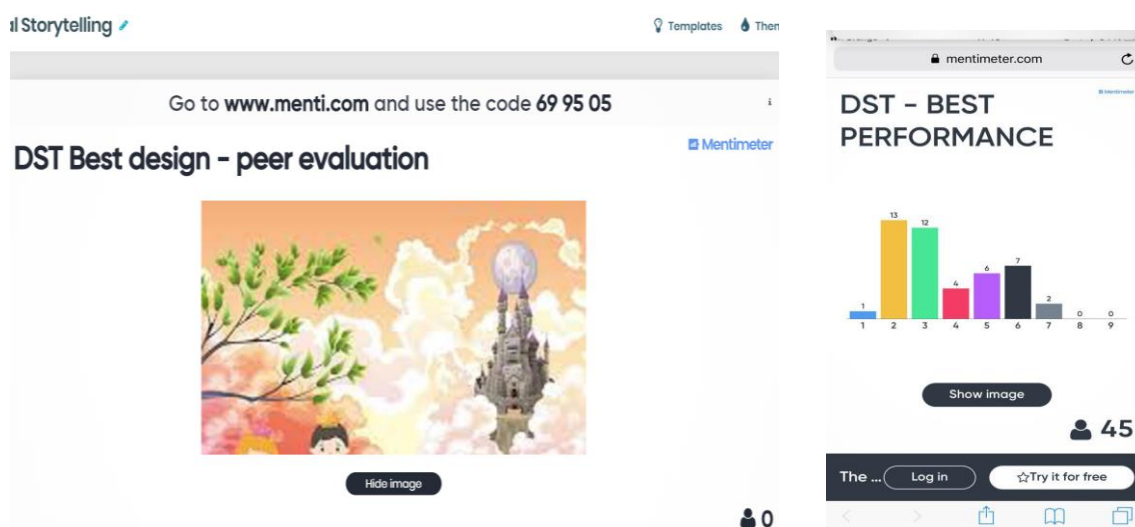 al Storytelling
Templates
Then
Go to www.menti.com and use the code 69 95 05
DST Best design - peer evaluation
Mentimeter
Hide image
0
mentimeter.com
DST - BEST
PERFORMANCE
Mentimeter
1
13
12
4
6
7
2
0
0
1 2 3 4 5 6 7 8 9
Show image
45
The ...
Log in
Try it for free